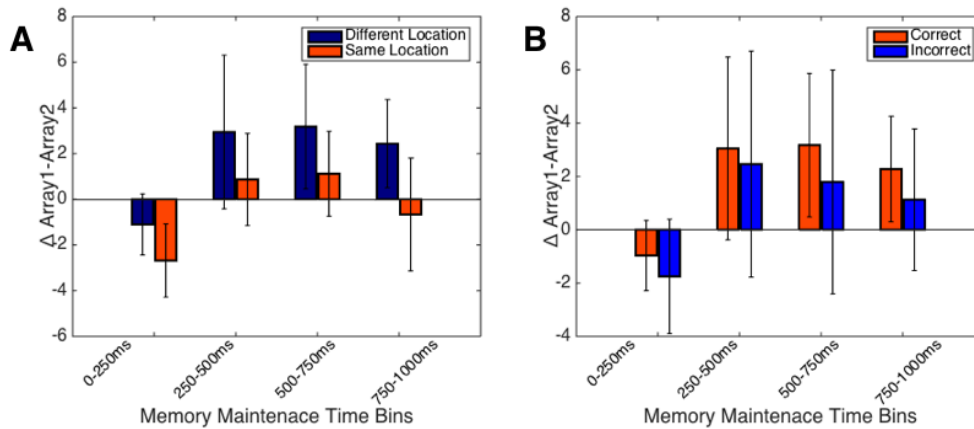 A
8
6
4
2
0
-2
-4
-6
Δ Array1-Array2
Different Location
Same Location
0-250ms
250-500ms
500-750ms
750-1000ms
Memory Maintenace Time Bins
B
8
6
4
2
0
-2
-4
Δ Array1-Array2
Correct
Incorrect
0-250ms
250-500ms
500-750ms
750-1000ms
Memory Maintenace Time Bins